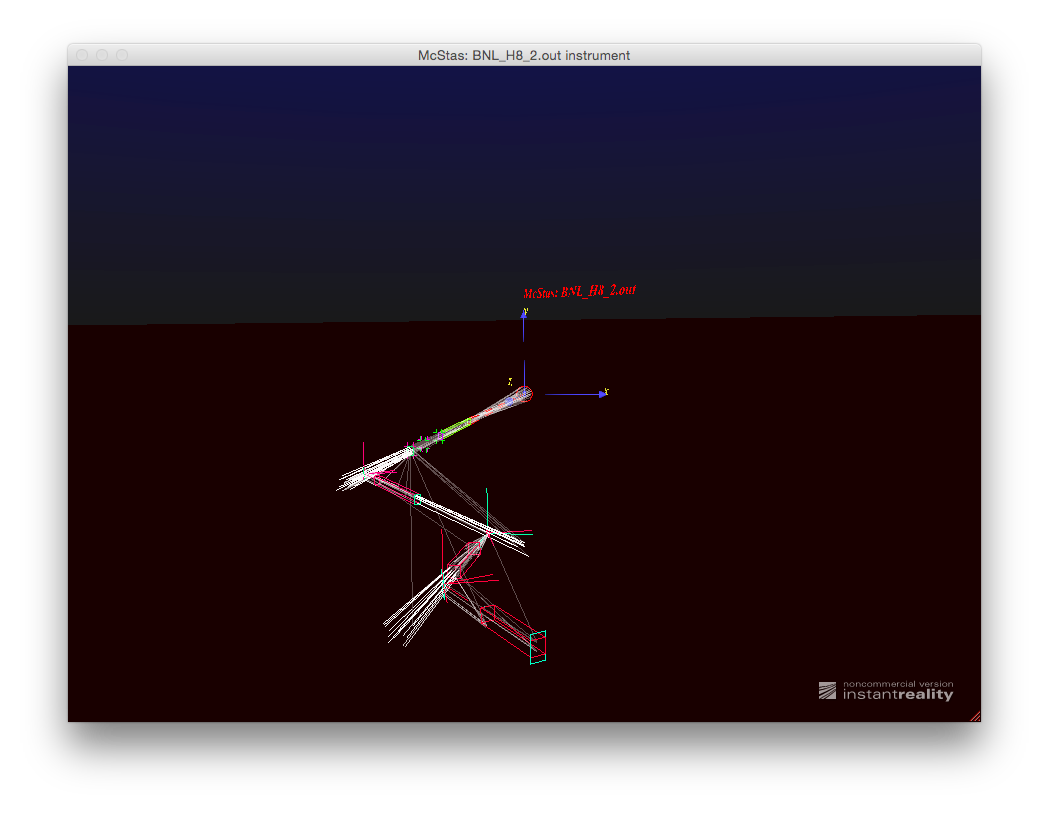 McStas: BNL_H8_2.out instrument
McStas: BNL_H8_2.out
Y
Z
X
noncommercial version
instantreality